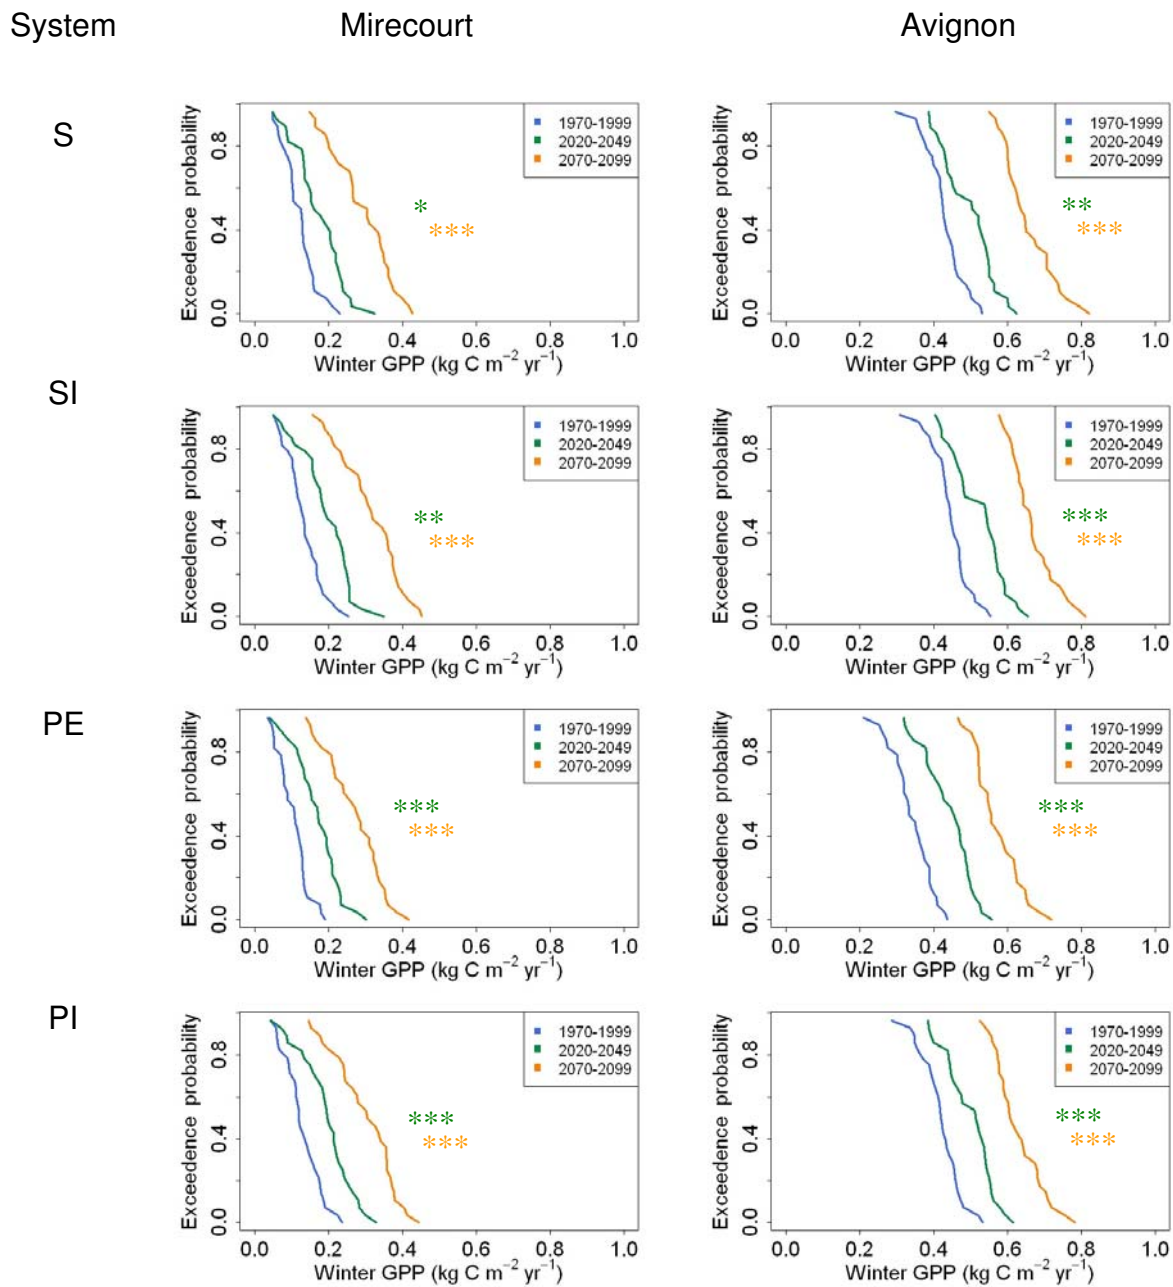 System Mirecourt Avignon
S
Exceedence probability
0.0 0.4 0.8
1970-1999
2020-2049
2070-2099
*
***
0.0 0.2 0.4 0.6 0.8 1.0
Winter GPP (kg C m−2 yr−1)
Exceedence probability
0.0 0.4 0.8
1970-1999
2020-2049
2070-2099
**
***
0.0 0.2 0.4 0.6 0.8 1.0
Winter GPP (kg C m−2 yr−1)
SI
Exceedence probability
0.0 0.4 0.8
1970-1999
2020-2049
2070-2099
**
***
0.0 0.2 0.4 0.6 0.8 1.0
Winter GPP (kg C m−2 yr−1)
Exceedence probability
0.0 0.4 0.8
1970-1999
2020-2049
2070-2099
***
***
0.0 0.2 0.4 0.6 0.8 1.0
Winter GPP (kg C m−2 yr−1)
PE
Exceedence probability
0.0 0.4 0.8
1970-1999
2020-2049
2070-2099
***
***
0.0 0.2 0.4 0.6 0.8 1.0
Winter GPP (kg C m−2 yr−1)
Exceedence probability
0.0 0.4 0.8
1970-1999
2020-2049
2070-2099
***
***
0.0 0.2 0.4 0.6 0.8 1.0
Winter GPP (kg C m−2 yr−1)
PI
Exceedence probability
0.0 0.4 0.8
1970-1999
2020-2049
2070-2099
***
***
0.0 0.2 0.4 0.6 0.8 1.0
Winter GPP (kg C m−2 yr−1)
Exceedence probability
0.0 0.4 0.8
1970-1999
2020-2049
2070-2099
***
***
0.0 0.2 0.4 0.6 0.8 1.0
Winter GPP (kg C m−2 yr−1)